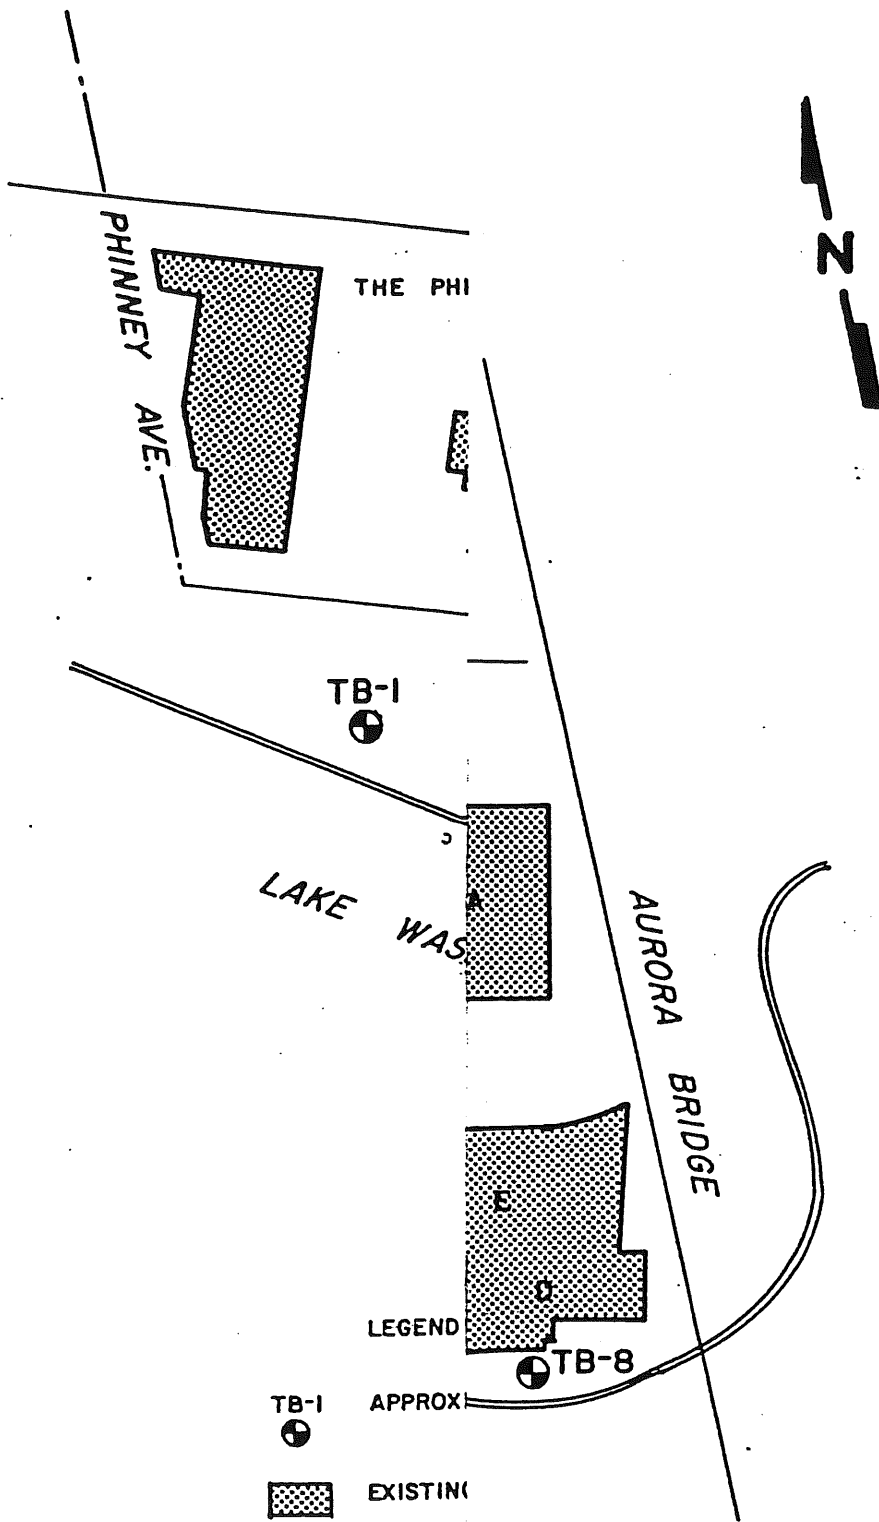 N
PHINNEY AVE.
THE PHI
TB-1
LAKE WAS
A
AURORA BRIDGE
E
D
LEGEND
TB-8
TB-1 APPROX
EXISTIN